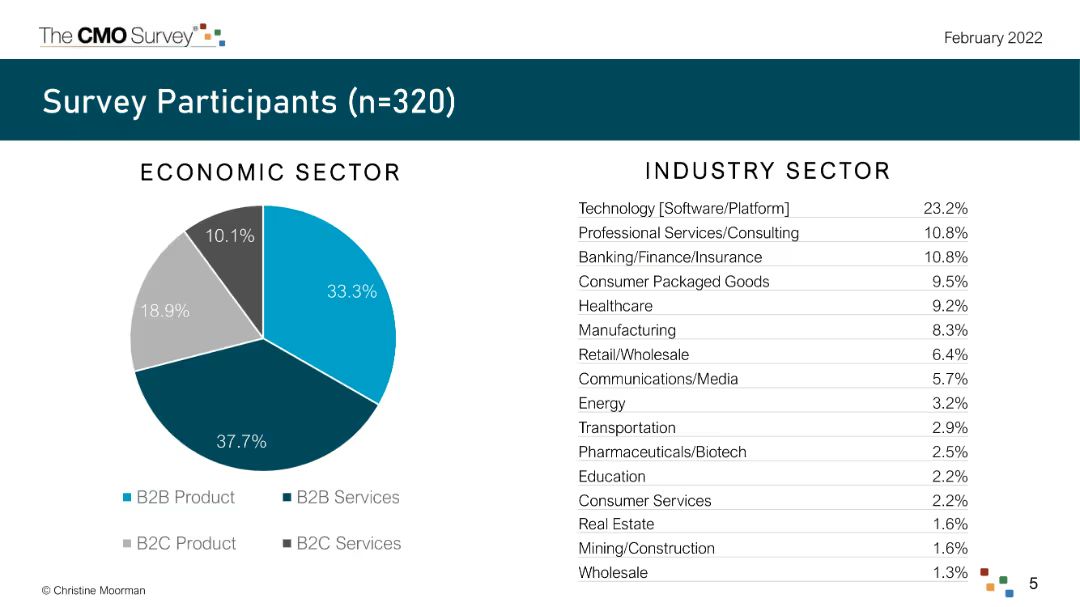 The CMO Survey
February 2022
Survey Participants (n=320)
ECONOMIC SECTOR
10.1%
33.3%
18.9%
37.7%
B2B Product
B2B Services
B2C Product
B2C Services
INDUSTRY SECTOR
Technology [Software/Platform] 23.2%
Professional Services/Consulting 10.8%
Banking/Finance/Insurance 10.8%
Consumer Packaged Goods 9.5%
Healthcare 9.2%
Manufacturing 8.3%
Retail/Wholesale 6.4%
Communications/Media 5.7%
Energy 3.2%
Transportation 2.9%
Pharmaceuticals/Biotech 2.5%
Education 2.2%
Consumer Services 2.2%
Real Estate 1.6%
Mining/Construction 1.6%
Wholesale 1.3%
© Christine Moorman
5